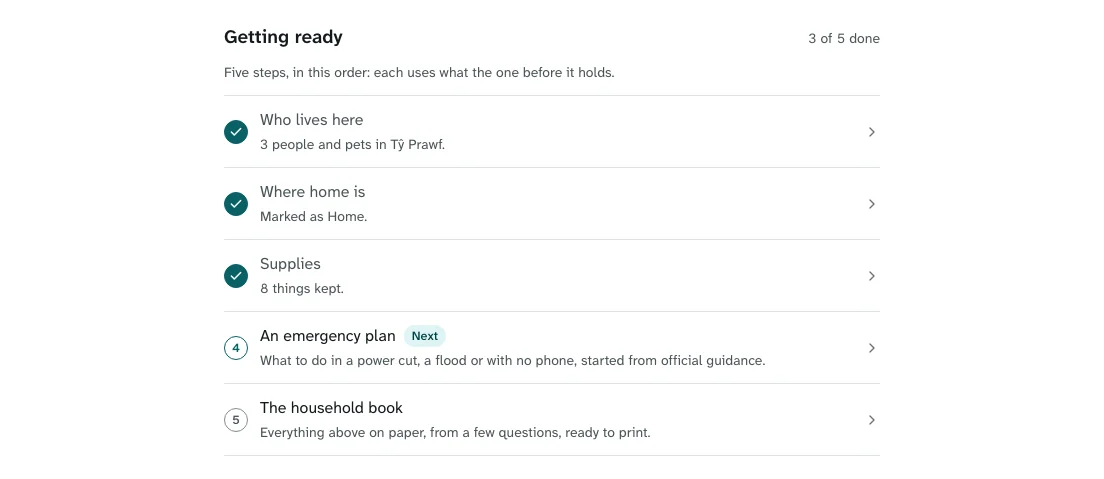 Getting ready
3 of 5 done
Five steps, in this order: each uses what the one before it holds.
Who lives here
3 people and pets in Tŷ Prawf.
Where home is
Marked as Home.
Supplies
8 things kept.
4
An emergency plan Next
What to do in a power cut, a flood or with no phone, started from official guidance.
5
The household book
Everything above on paper, from a few questions, ready to print.